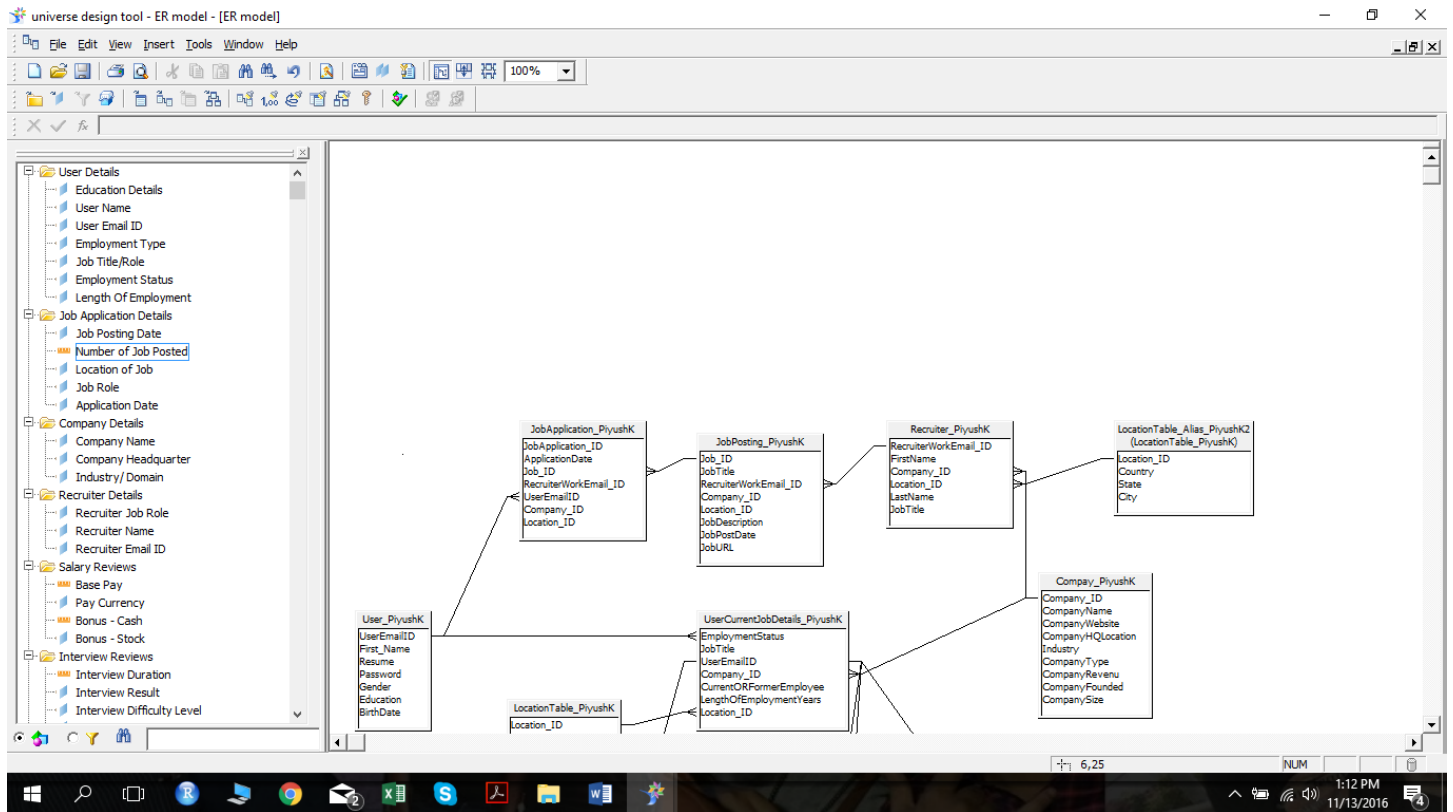 universe design tool - ER model - [ER model]
File Edit View Insert Tools Window Help
100%
User Details
Education Details
User Name
User Email ID
Employment Type
Job Title/Role
Employment Status
Length Of Employment
Job Application Details
Job Posting Date
Number of Job Posted
Location of Job
Job Role
Application Date
Company Details
Company Name
Company Headquarter
Industry/ Domain
Recruiter Details
Recruiter Job Role
Recruiter Name
Recruiter Email ID
Salary Reviews
Base Pay
Pay Currency
Bonus - Cash
Bonus - Stock
Interview Reviews
Interview Duration
Interview Result
Interview Difficulty Level
JobApplication_PiyushK
JobApplication_ID
ApplicationDate
Job_ID
RecruiterWorkEmail_ID
UserEmailID
Company_ID
Location_ID
JobPosting_PiyushK
Job_ID
JobTitle
RecruiterWorkEmail_ID
Company_ID
Location_ID
JobDescription
JobPostDate
JobURL
Recruiter_PiyushK
RecruiterWorkEmail_ID
FirstName
Company_ID
Location_ID
LastName
JobTitle
LocationTable_Alias_PiyushK2
(LocationTable_PiyushK)
Location_ID
Country
State
City
User_PiyushK
UserEmailID
First_Name
Resume
Password
Gender
Education
BirthDate
LocationTable_PiyushK
Location_ID
UserCurrentJobDetails_PiyushK
EmploymentStatus
JobTitle
UserEmailID
Company_ID
CurrentORFormerEmployee
LengthOfEmploymentYears
Location_ID
Compay_PiyushK
Company_ID
CompanyName
CompanyWebsite
CompanyHQLocation
Industry
CompanyType
CompanyRevenu
CompanyFounded
CompanySize
6,25
NUM
1:12 PM
11/13/2016